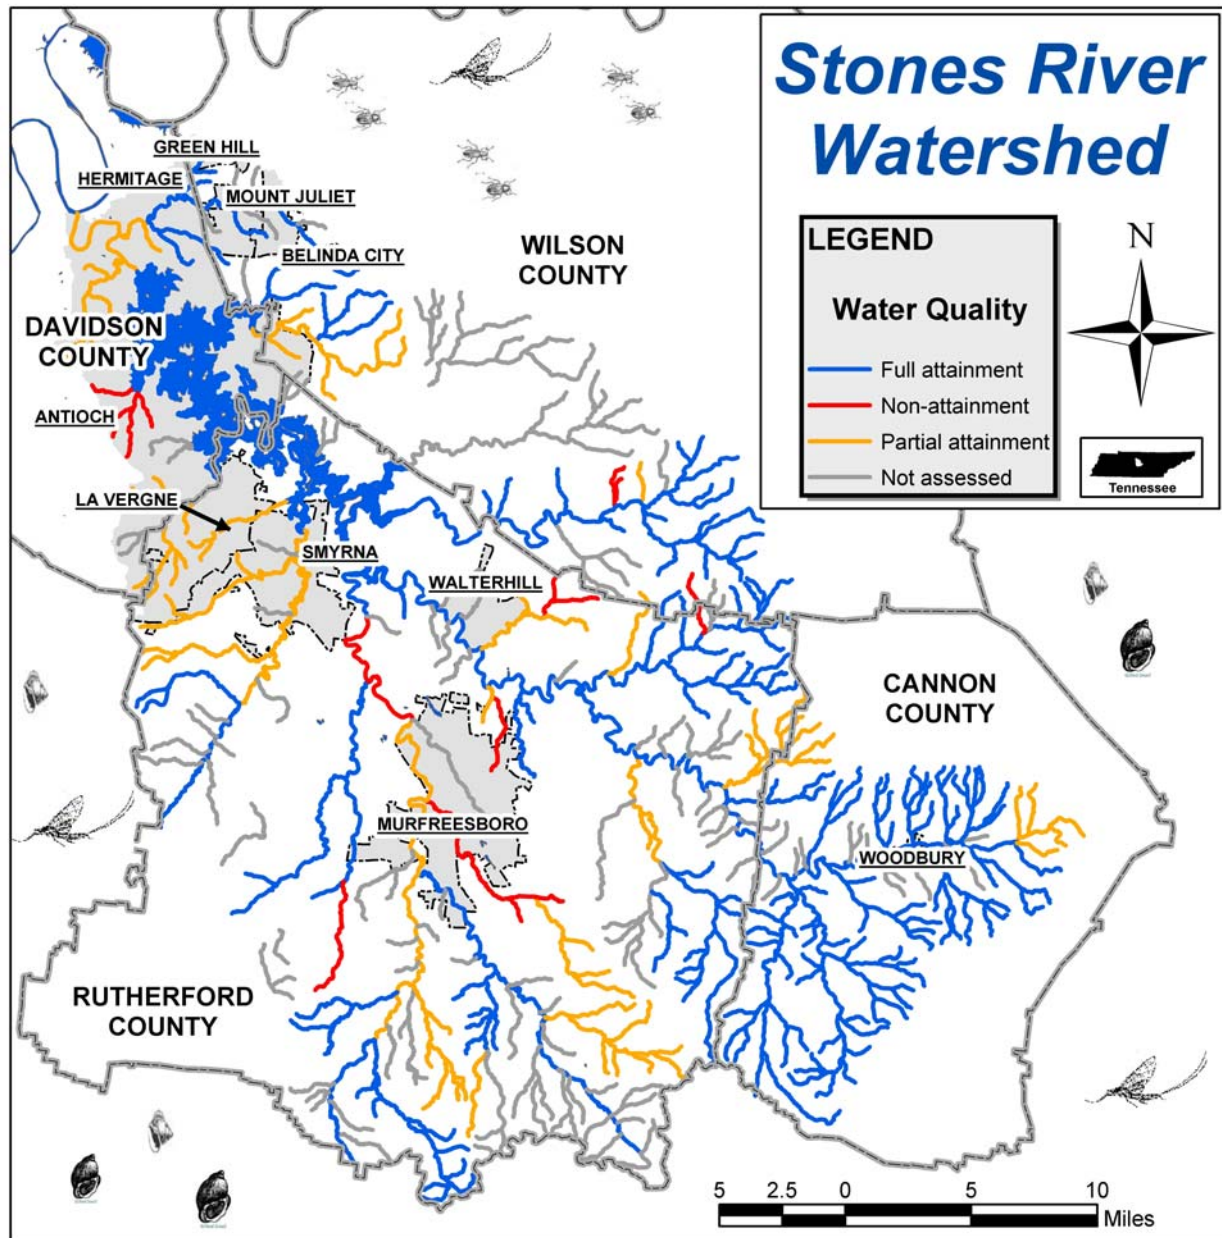 Stones River
Watershed
LEGEND
Water Quality
Full attainment
Non-attainment
Partial attainment
Not assessed
N
Tennessee
GREEN HILL
HERMITAGE
MOUNT JULIET
BELINDA CITY
WILSON
COUNTY
DAVIDSON
COUNTY
ANTIOCH
LA VERGNE
SMYRNA
WALTERHILL
CANNON
COUNTY
MURFREESBORO
WOODBURY
RUTHERFORD
COUNTY
5 2.5 0 5 10
Miles